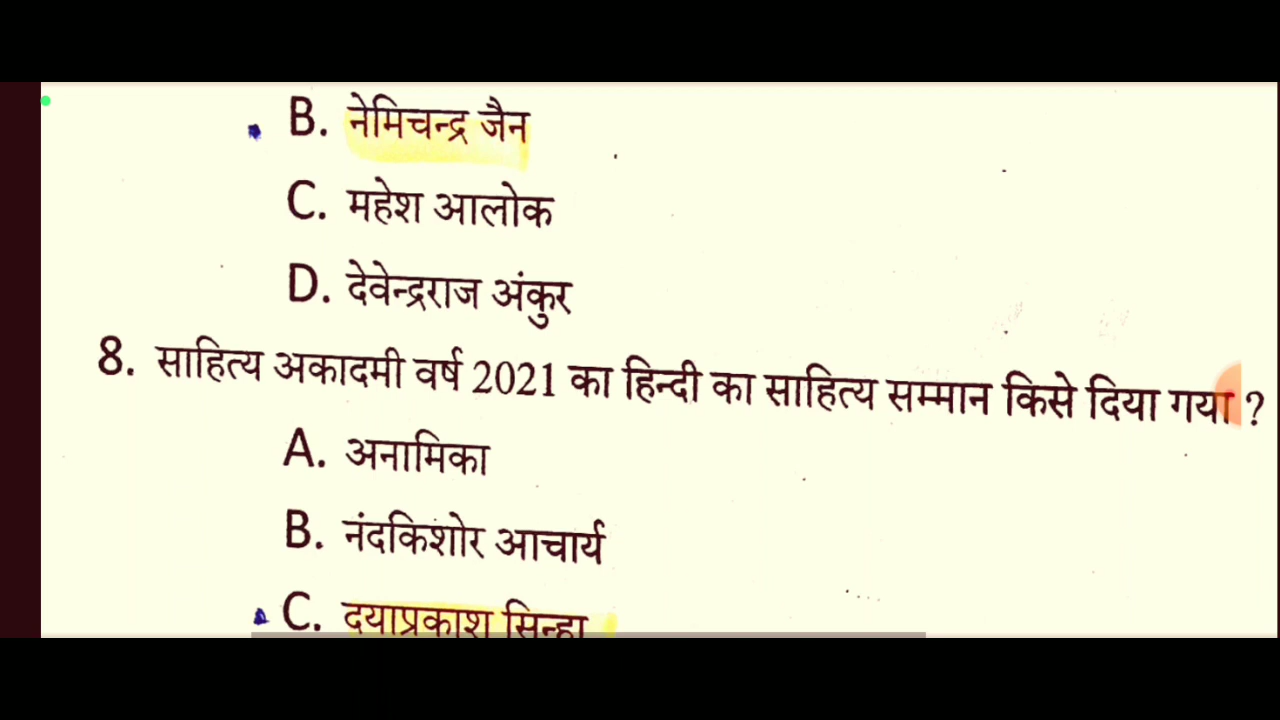 B. नेमिचन्द्र जैन
C. महेश आलोक
D. देवेन्द्रराज अंकुर
8. साहित्य अकादमी वर्ष 2021 का हिन्दी का साहित्य सम्मान किसे दिया गया ?
A. अनामिका
B. नंदकिशोर आचार्य
C. दयाप्रकाश सिन्हा